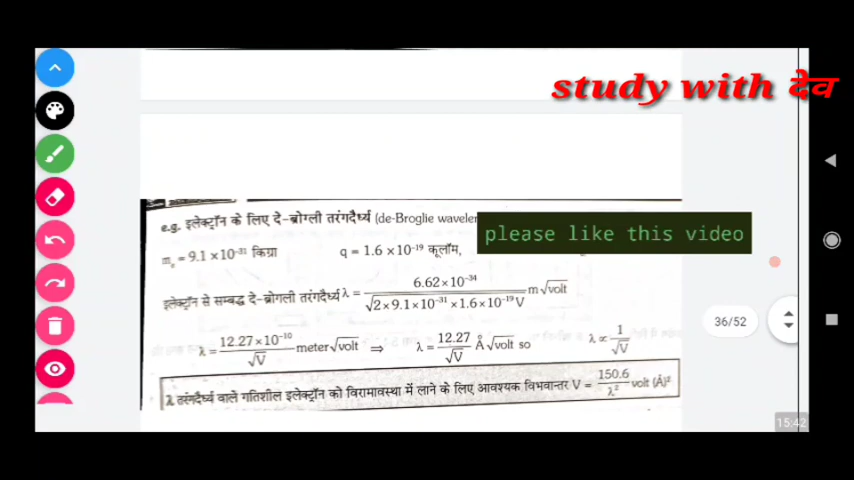 study with देव
e.g. इलेक्ट्रॉन के लिए दे-ब्रोग्ली तरंगदैर्ध्य (de-Broglie waveler
please like this video
mₑ = 9.1 ×10⁻³¹ किग्रा q = 1.6 ×10⁻¹⁹ कूलॉम,
इलेक्ट्रॉन से सम्बद्ध दे-ब्रोगली तरंगदैर्ध्य λ = 6.62×10⁻³⁴ / √(2×9.1×10⁻³¹×1.6×10⁻¹⁹V) m√volt
36/52
λ = 12.27×10⁻¹⁰/√V meter√volt ⇒ λ = 12.27/√V Å√volt so λ ∝ 1/√V
λ तरंगदैर्ध्य वाले गतिशील इलेक्ट्रॉन को विरामावस्था में लाने के लिए आवश्यक विभवान्तर V = 150.6/λ² volt (Å)²
15:42